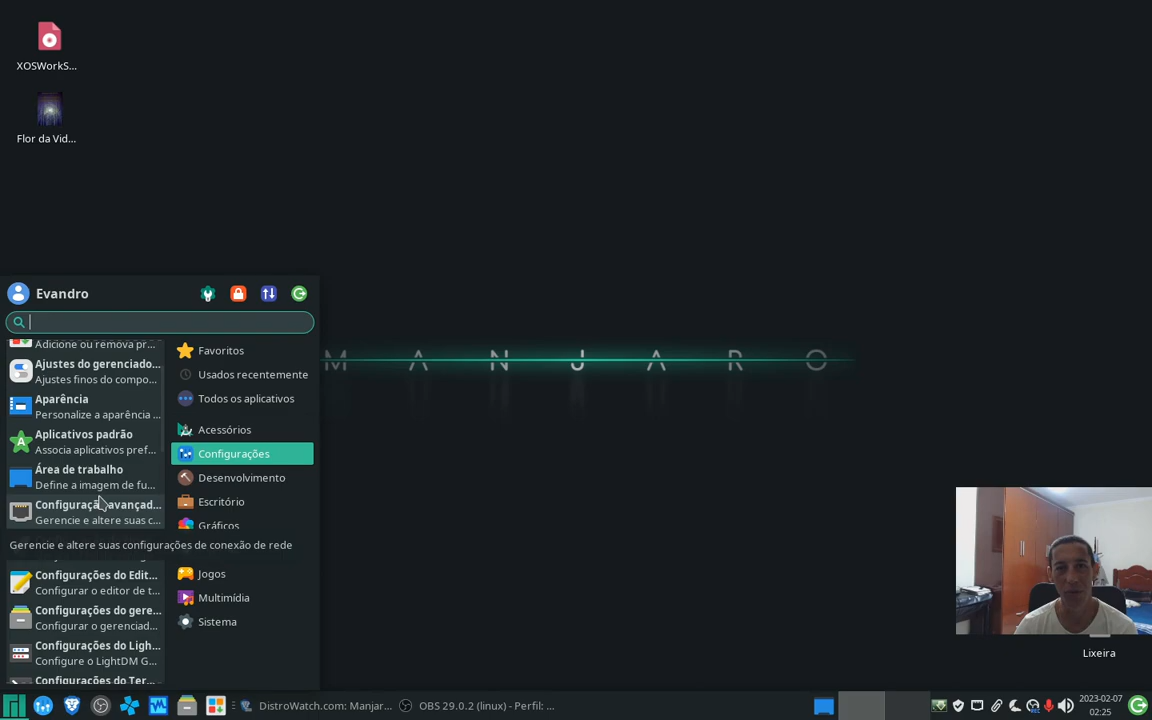 XOSWorkS...
Flor da Vid...
MANJARO
Evandro
Adicione ou remova pr...
Ajustes do gerenciado...
Ajustes finos do compo...
Aparência
Personalize a aparência ...
Aplicativos padrão
Associa aplicativos pref...
Área de trabalho
Define a imagem de fu...
Configuração avançad...
Gerencie e altere suas c...
Gerencie e altere suas configurações de conexão de rede
Configurações do Edit...
Configurar o editor de t...
Configurações do gere...
Configurar o gerenciad...
Configurações do Ligh...
Configure o LightDM G...
Configurações do Ter...
Favoritos
Usados recentemente
Todos os aplicativos
Acessórios
Configurações
Desenvolvimento
Escritório
Gráficos
Jogos
Multimídia
Sistema
Lixeira
DistroWatch.com: Manjar...
OBS 29.0.2 (linux) - Perfil: ...
2023-02-07
02:25